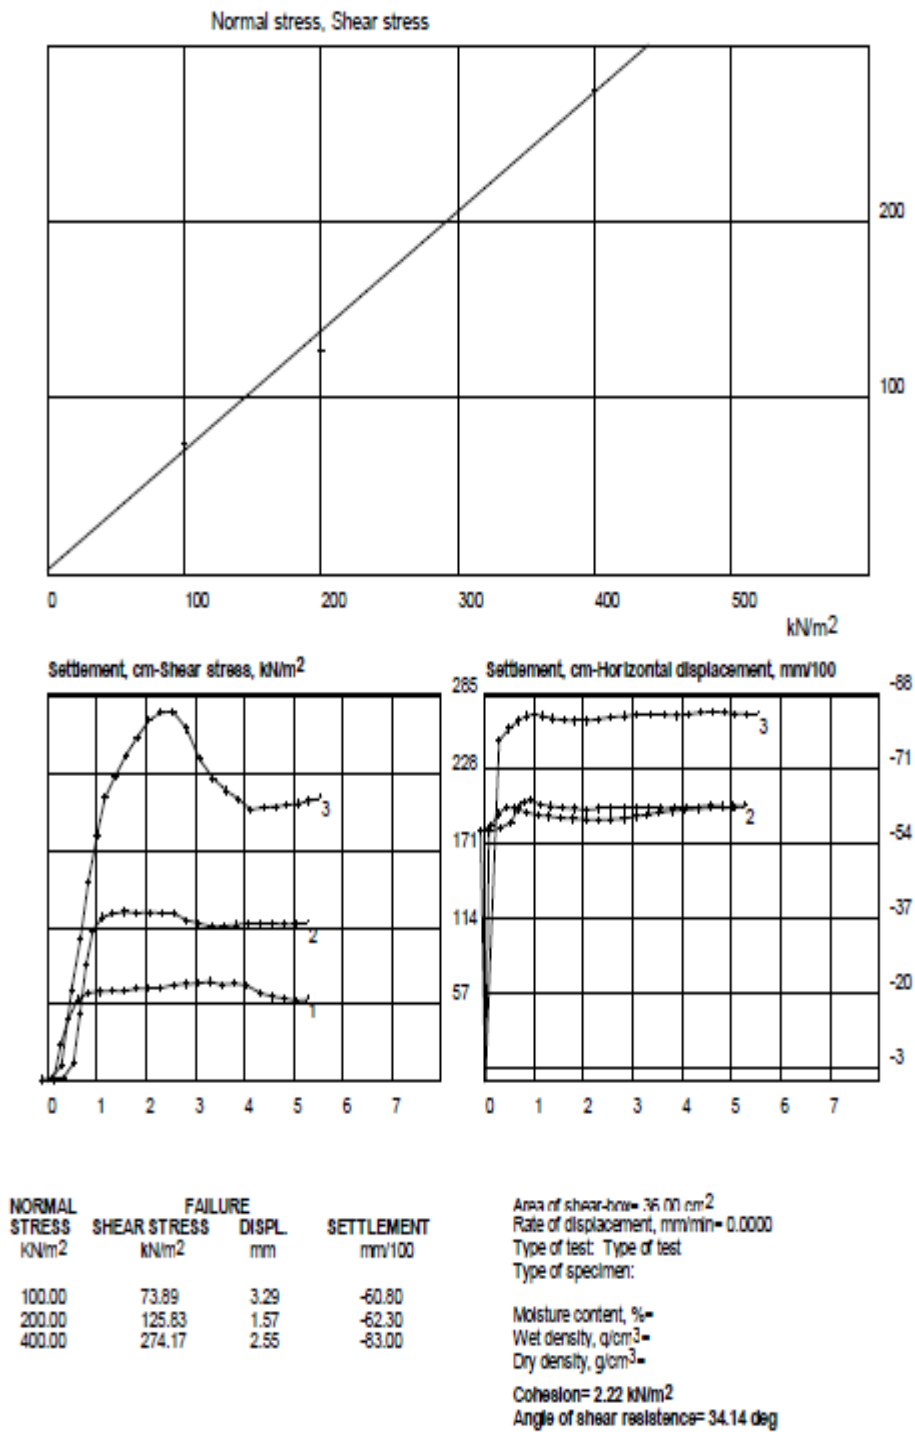 Normal stress, Shear stress
200
100
0 100 200 300 400 500
kN/m2
Settlement, cm-Shear stress, kN/m2
285
228
171
114
57
3
2
1
0 1 2 3 4 5 6 7
Settlement, cm-Horizontal displacement, mm/100
-88
-71
-54
-37
-20
-3
3
2
0 1 2 3 4 5 6 7
NORMAL FAILURE
STRESS SHEAR STRESS DISPL. SETTLEMENT
KN/m2 kN/m2 mm mm/100
100.00 73.89 3.29 -60.80
200.00 125.83 1.57 -62.30
400.00 274.17 2.55 -83.00
Area of shear-box= 36.00 cm2
Rate of displacement, mm/min= 0.0000
Type of test: Type of test
Type of specimen:
Moisture content, %=
Wet density, g/cm3=
Dry density, g/cm3=
Cohesion= 2.22 kN/m2
Angle of shear resistence= 34.14 deg